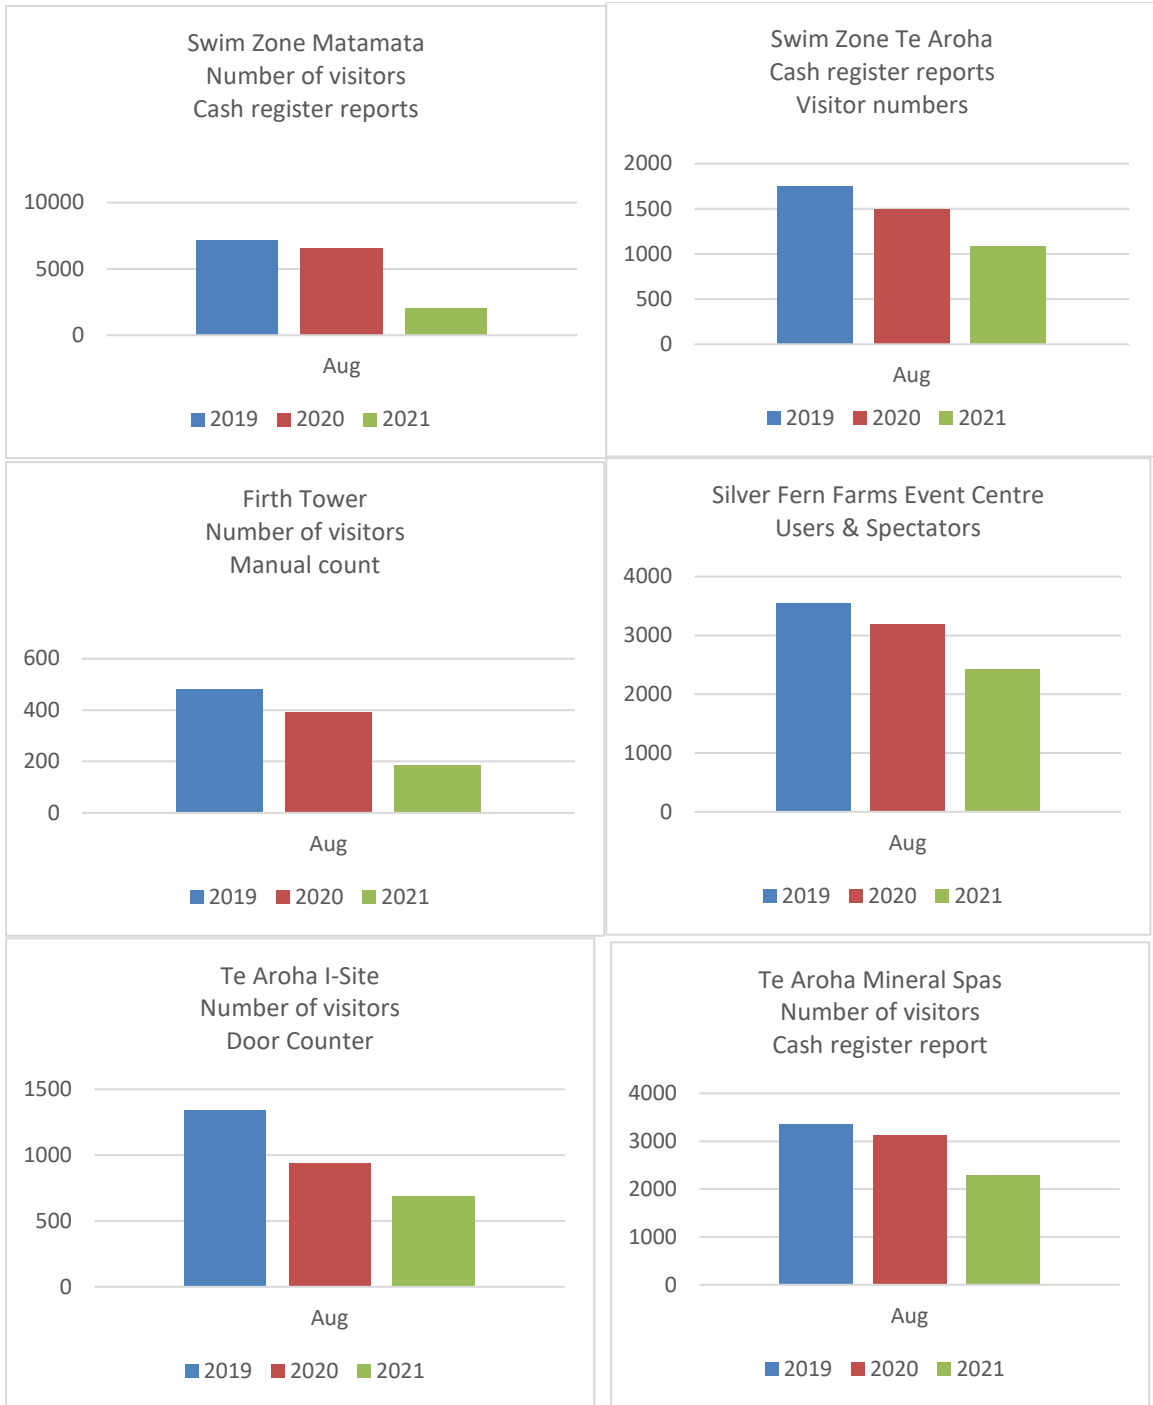 Swim Zone Matamata
Number of visitors
Cash register reports
10000
5000
0
Aug
2019 2020 2021
Swim Zone Te Aroha
Cash register reports
Visitor numbers
2000
1500
1000
500
0
Aug
2019 2020 2021
Firth Tower
Number of visitors
Manual count
600
400
200
0
Aug
2019 2020 2021
Silver Fern Farms Event Centre
Users & Spectators
4000
3000
2000
1000
0
Aug
2019 2020 2021
Te Aroha I-Site
Number of visitors
Door Counter
1500
1000
500
0
Aug
2019 2020 2021
Te Aroha Mineral Spas
Number of visitors
Cash register report
4000
3000
2000
1000
0
Aug
2019 2020 2021